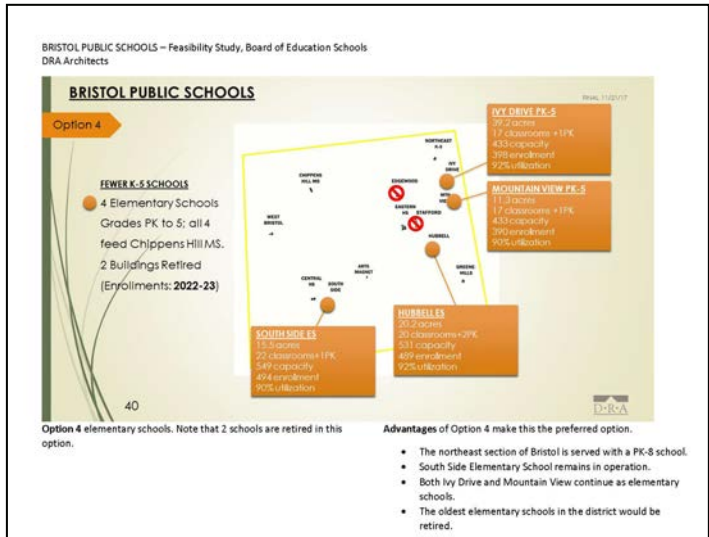 BRISTOL PUBLIC SCHOOLS – Feasibility Study, Board of Education Schools
DRA Architects
BRISTOL PUBLIC SCHOOLS
FINAL 11/21/17
Option 4
FEWER K-5 SCHOOLS
4 Elementary Schools
Grades PK to 5; all 4
feed Chippens Hill MS.
2 Buildings Retired
(Enrollments: 2022-23)
NORTHEAST
IVY
DRIVE
CHIPPENS
HILL MS
EDGEWOOD
EASTERN
HS
STAFFORD
WEST
BRISTOL
HUBBELL
GREENE
HILLS
ARTS
MAGNET
CENTRAL
HS
SOUTH
SIDE
IVY DRIVE PK-5
39.2 acres
17 classrooms +1PK
433 capacity
398 enrollment
92% utilization
MOUNTAIN VIEW PK-5
11.3 acres
17 classrooms +1PK
433 capacity
390 enrollment
90% utilization
HUBBELL ES
20.2 acres
20 classrooms+2PK
531 capacity
489 enrollment
92% utilization
SOUTH SIDE ES
15.5 acres
22 classrooms+1PK
549 capacity
494 enrollment
90% utilization
40
D·R·A
Option 4 elementary schools. Note that 2 schools are retired in this
option.
Advantages of Option 4 make this the preferred option.
• The northeast section of Bristol is served with a PK-8 school.
• South Side Elementary School remains in operation.
• Both Ivy Drive and Mountain View continue as elementary
schools.
• The oldest elementary schools in the district would be
retired.